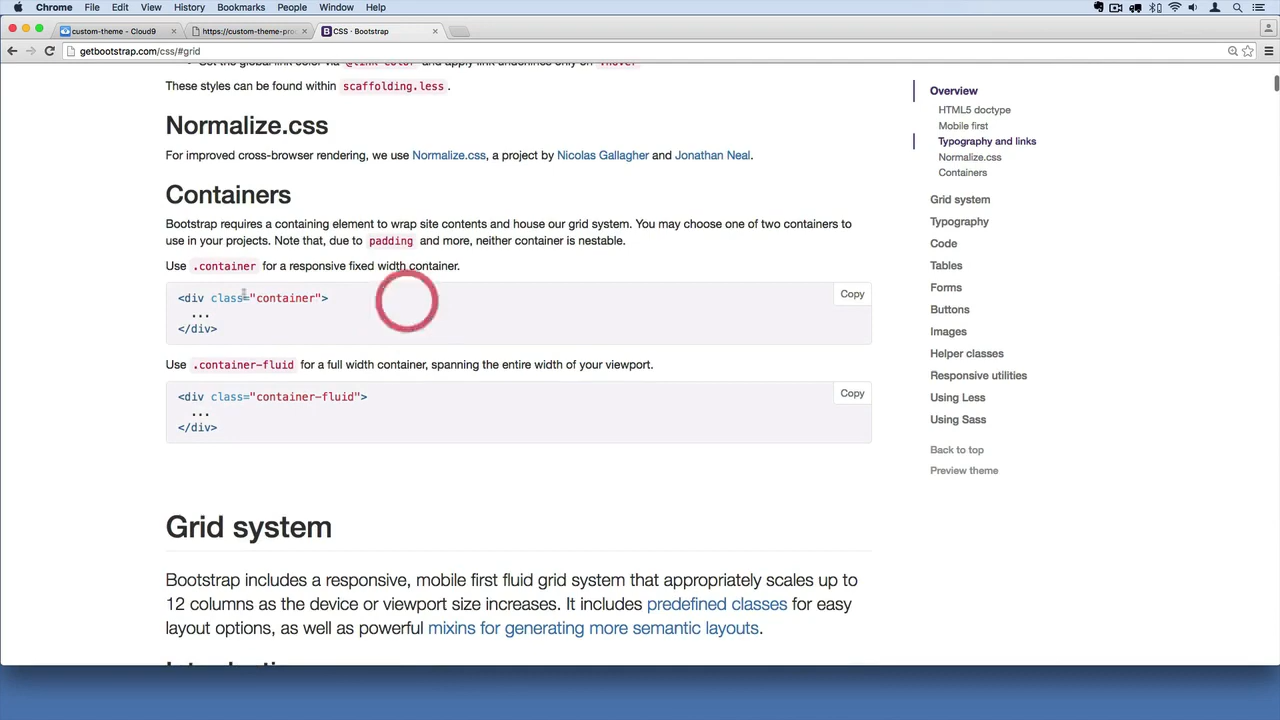 Chrome File Edit View History Bookmarks People Window Help
custom-theme - Cloud9
https://custom-theme-pro
CSS · Bootstrap
getbootstrap.com/css/#grid
Set the global link color via @link-color and apply link underlines only on :hover
These styles can be found within scaffolding.less .
Normalize.css
For improved cross-browser rendering, we use Normalize.css, a project by Nicolas Gallagher and Jonathan Neal.
Containers
Bootstrap requires a containing element to wrap site contents and house our grid system. You may choose one of two containers to
use in your projects. Note that, due to padding and more, neither container is nestable.
Use .container for a responsive fixed width container.
<div class="container">
...
</div>
Copy
Use .container-fluid for a full width container, spanning the entire width of your viewport.
<div class="container-fluid">
...
</div>
Copy
Grid system
Bootstrap includes a responsive, mobile first fluid grid system that appropriately scales up to
12 columns as the device or viewport size increases. It includes predefined classes for easy
layout options, as well as powerful mixins for generating more semantic layouts.
Overview
HTML5 doctype
Mobile first
Typography and links
Normalize.css
Containers
Grid system
Typography
Code
Tables
Forms
Buttons
Images
Helper classes
Responsive utilities
Using Less
Using Sass
Back to top
Preview theme